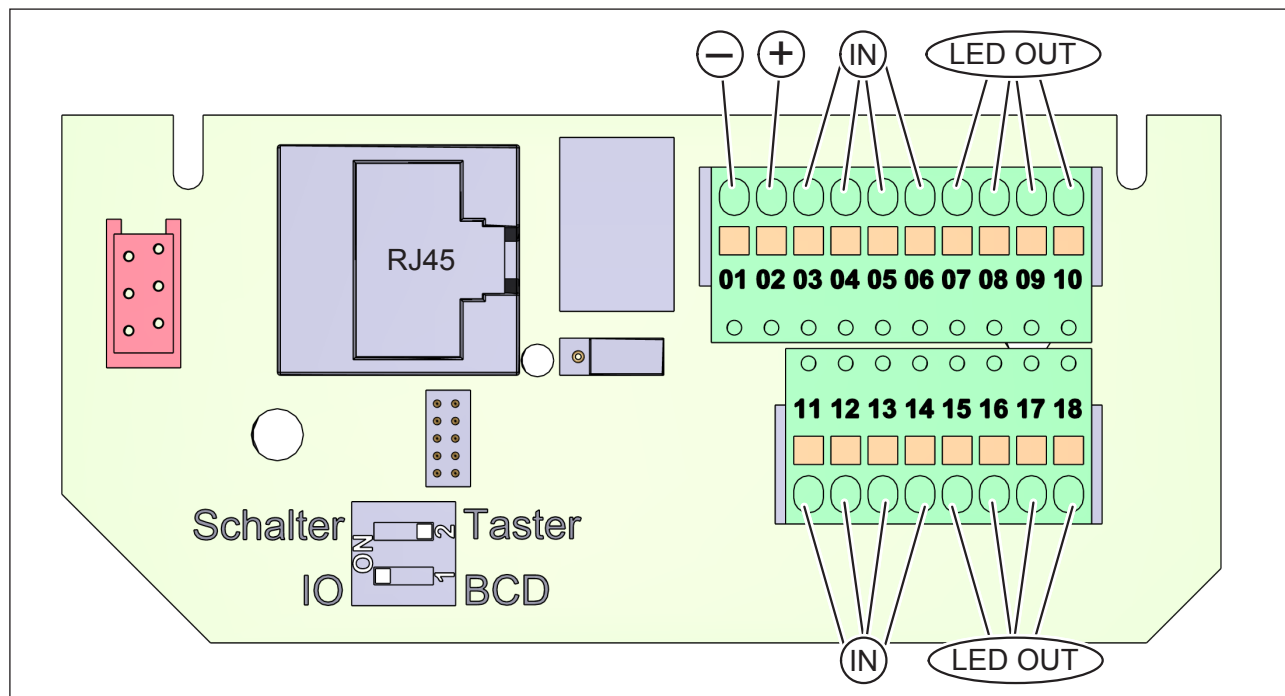 − + IN LED OUT
RJ45
01 02 03 04 05 06 07 08 09 10
11 12 13 14 15 16 17 18
Schalter ON 2 Taster
IO 1 BCD
IN LED OUT